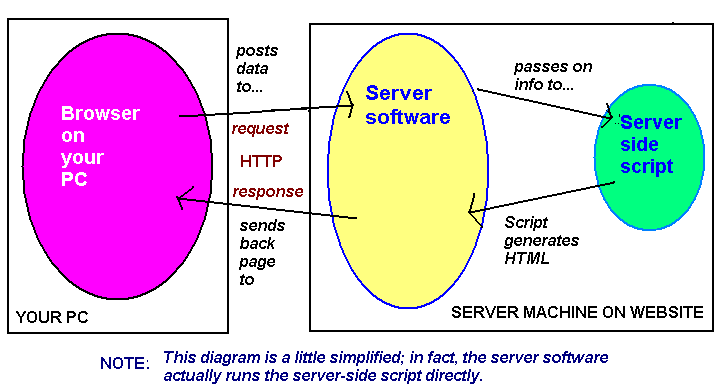 posts
data
to...
passes on
info to...
Browser
on
your
PC
Server
software
Server
side
script
request
HTTP
response
sends
back
page
to
Script
generates
HTML
YOUR PC
SERVER MACHINE ON WEBSITE
NOTE: This diagram is a little simplified; in fact, the server software
actually runs the server-side script directly.